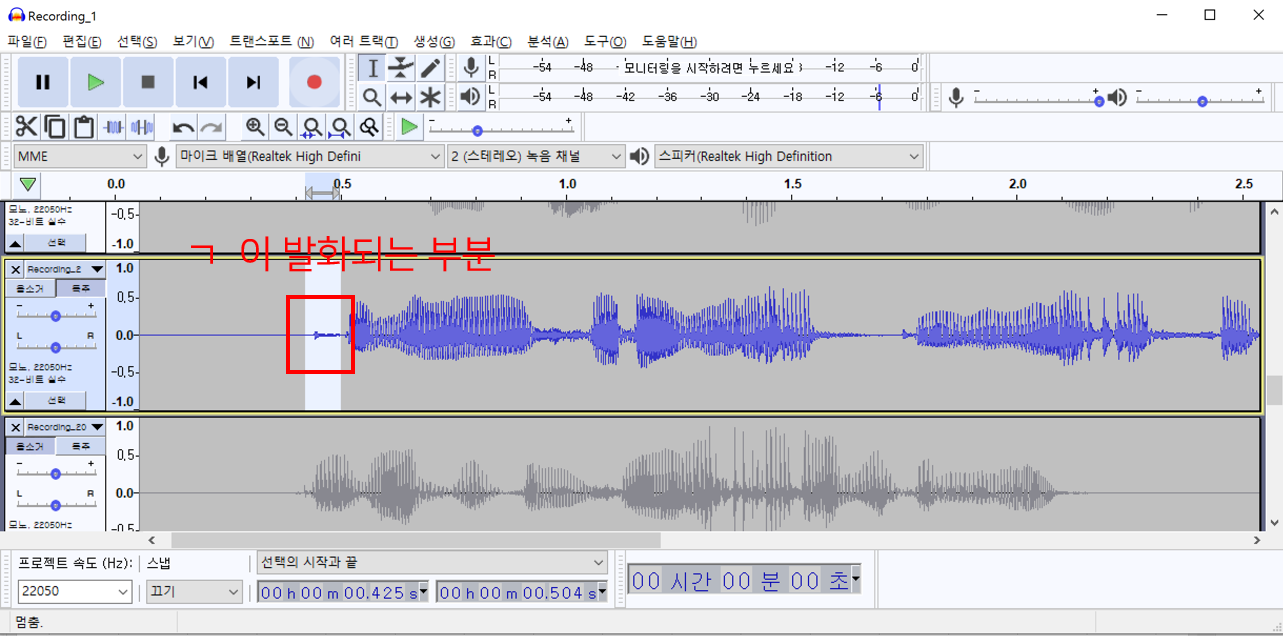 Recording_1
파일(F) 편집(E) 선택(S) 보기(V) 트랜스포트 (N) 여러 트랙(T) 생성(G) 효과(C) 분석(A) 도구(O) 도움말(H)
L R -54 -48 - 모니터링을 시작하려면 누르세요 -12 -6 0
L R -54 -48 -42 -36 -30 -24 -18 -12 -6 0
- +
- +
- +
MME 마이크 배열(Realtek High Defini 2 (스테레오) 녹음 채널 스피커(Realtek High Definition
0.0 0.5 1.0 1.5 2.0 2.5
모노, 22050Hz
32-비트 실수
선택
-0.5
-1.0
ㄱ 이 발화되는 부분
Recording_2
음소거 독주
- +
L R
모노, 22050Hz
32-비트 실수
선택
1.0
0.5
0.0
-0.5
-1.0
Recording_20
음소거 독주
- +
L R
모노, 22050Hz
1.0
0.5
0.0
-0.5
프로젝트 속도 (Hz): 스냅 선택의 시작과 끝
22050 끄기 00 h 00 m 00.425 s 00 h 00 m 00.504 s
00 시간 00 분 00 초
멈춤.